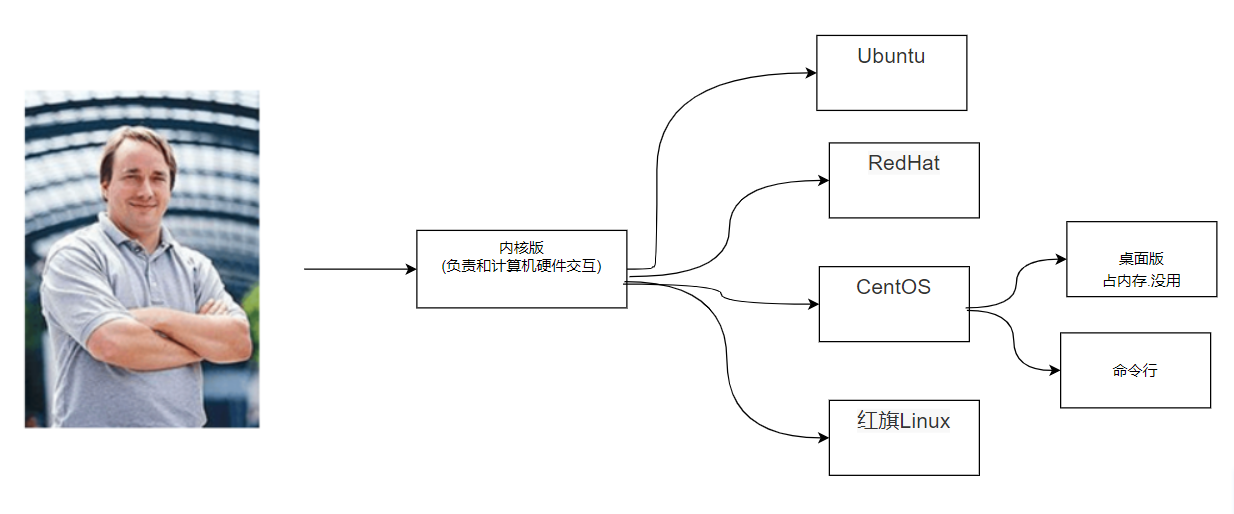 Ubuntu
RedHat
内核版
(负责和计算机硬件交互)
CentOS
桌面版
占内存.没用
命令行
红旗Linux